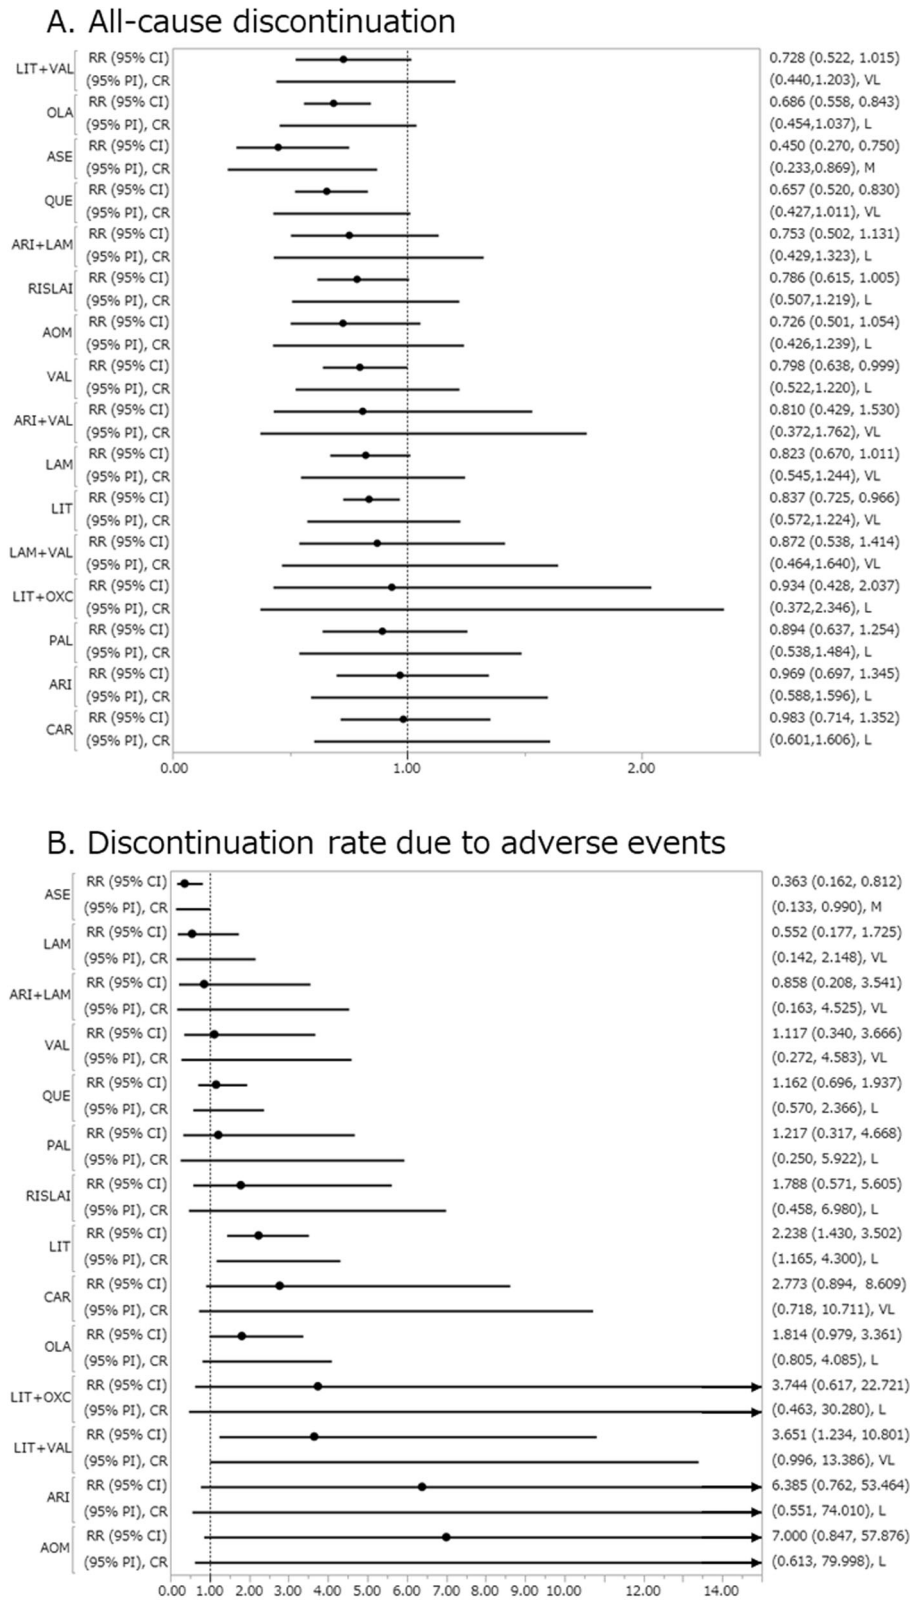 A. All-cause discontinuation
LIT+VAL
RR (95% CI) 0.728 (0.522, 1.015)
(95% PI), CR (0.440,1.203), VL
OLA
RR (95% CI) 0.686 (0.558, 0.843)
(95% PI), CR (0.454,1.037), L
ASE
RR (95% CI) 0.450 (0.270, 0.750)
(95% PI), CR (0.233,0.869), M
QUE
RR (95% CI) 0.657 (0.520, 0.830)
(95% PI), CR (0.427,1.011), VL
ARI+LAM
RR (95% CI) 0.753 (0.502, 1.131)
(95% PI), CR (0.429,1.323), L
RISLAI
RR (95% CI) 0.786 (0.615, 1.005)
(95% PI), CR (0.507,1.219), L
AOM
RR (95% CI) 0.726 (0.501, 1.054)
(95% PI), CR (0.426,1.239), L
VAL
RR (95% CI) 0.798 (0.638, 0.999)
(95% PI), CR (0.522,1.220), L
ARI+VAL
RR (95% CI) 0.810 (0.429, 1.530)
(95% PI), CR (0.372,1.762), VL
LAM
RR (95% CI) 0.823 (0.670, 1.011)
(95% PI), CR (0.545,1.244), VL
LIT
RR (95% CI) 0.837 (0.725, 0.966)
(95% PI), CR (0.572,1.224), VL
LAM+VAL
RR (95% CI) 0.872 (0.538, 1.414)
(95% PI), CR (0.464,1.640), VL
LIT+OXC
RR (95% CI) 0.934 (0.428, 2.037)
(95% PI), CR (0.372,2.346), L
PAL
RR (95% CI) 0.894 (0.637, 1.254)
(95% PI), CR (0.538,1.484), L
ARI
RR (95% CI) 0.969 (0.697, 1.345)
(95% PI), CR (0.588,1.596), L
CAR
RR (95% CI) 0.983 (0.714, 1.352)
(95% PI), CR (0.601,1.606), L
0.00 1.00 2.00
B. Discontinuation rate due to adverse events
ASE
RR (95% CI) 0.363 (0.162, 0.812)
(95% PI), CR (0.133, 0.990), M
LAM
RR (95% CI) 0.552 (0.177, 1.725)
(95% PI), CR (0.142, 2.148), VL
ARI+LAM
RR (95% CI) 0.858 (0.208, 3.541)
(95% PI), CR (0.163, 4.525), VL
VAL
RR (95% CI) 1.117 (0.340, 3.666)
(95% PI), CR (0.272, 4.583), VL
QUE
RR (95% CI) 1.162 (0.696, 1.937)
(95% PI), CR (0.570, 2.366), L
PAL
RR (95% CI) 1.217 (0.317, 4.668)
(95% PI), CR (0.250, 5.922), L
RISLAI
RR (95% CI) 1.788 (0.571, 5.605)
(95% PI), CR (0.458, 6.980), L
LIT
RR (95% CI) 2.238 (1.430, 3.502)
(95% PI), CR (1.165, 4.300), L
CAR
RR (95% CI) 2.773 (0.894, 8.609)
(95% PI), CR (0.718, 10.711), VL
OLA
RR (95% CI) 1.814 (0.979, 3.361)
(95% PI), CR (0.805, 4.085), L
LIT+OXC
RR (95% CI) 3.744 (0.617, 22.721)
(95% PI), CR (0.463, 30.280), L
LIT+VAL
RR (95% CI) 3.651 (1.234, 10.801)
(95% PI), CR (0.996, 13.386), VL
ARI
RR (95% CI) 6.385 (0.762, 53.464)
(95% PI), CR (0.551, 74.010), L
AOM
RR (95% CI) 7.000 (0.847, 57.876)
(95% PI), CR (0.613, 79.998), L
0.00 1.00 2.00 3.00 4.00 5.00 6.00 7.00 8.00 9.00 10.00 12.00 14.00